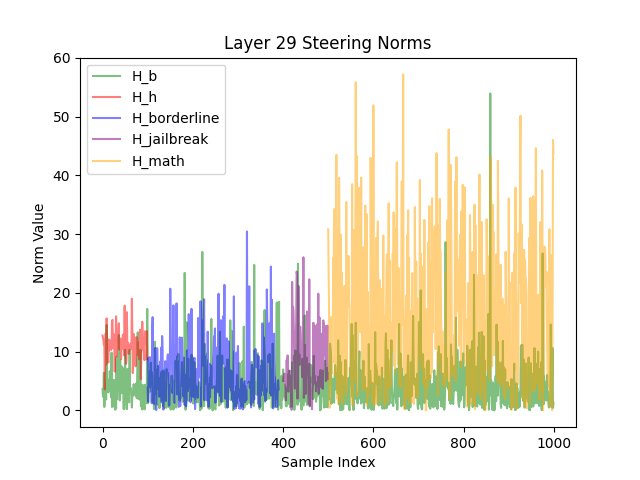 Layer 29 Steering Norms
H_b
H_h
H_borderline
H_jailbreak
H_math
Norm Value
60
50
40
30
20
10
0
0 200 400 600 800 1000
Sample Index